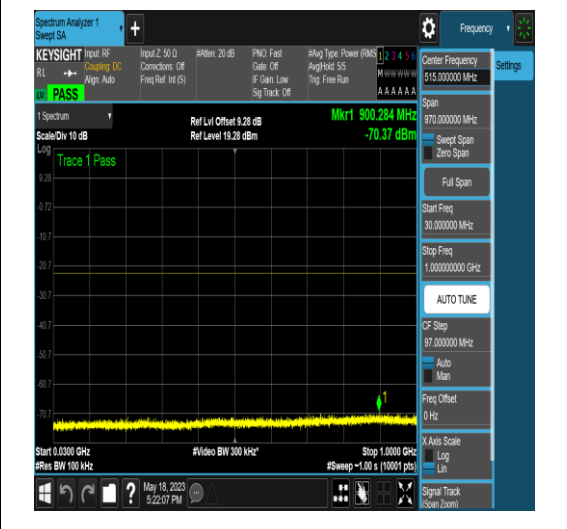 Spectrum Analyzer 1
Swept SA
+
Frequency
KEYSIGHT
RL
PASS
Input: RF
Coupling: DC
Align: Auto
Input Z: 50 Ω
Corrections: Off
Freq Ref: Int (S)
#Atten: 20 dB
PNO: Fast
Gate: Off
IF Gain: Low
Sig Track: Off
#Avg Type: Power (RMS
Avg|Hold: 5/5
Trig: Free Run
1 2 3 4 5 6
M W W W W W
A A A A A A
1 Spectrum
Scale/Div 10 dB
Ref Lvl Offset 9.28 dB
Ref Level 19.28 dBm
Mkr1 900.284 MHz
-70.37 dBm
Log
Trace 1 Pass
9.28
-0.72
-10.7
-20.7
-30.7
-40.7
-50.7
-60.7
-70.7
1
Start 0.0300 GHz
#Res BW 100 kHz
#Video BW 300 kHz*
Stop 1.0000 GHz
#Sweep ~1.00 s (10001 pts)
?
May 18, 2023
5:22:07 PM
Center Frequency
515.000000 MHz
Span
970.000000 MHz
Swept Span
Zero Span
Full Span
Start Freq
30.000000 MHz
Stop Freq
1.000000000 GHz
AUTO TUNE
CF Step
97.000000 MHz
Auto
Man
Freq Offset
0 Hz
X Axis Scale
Log
Lin
Signal Track
(Span Zoom)
Settings